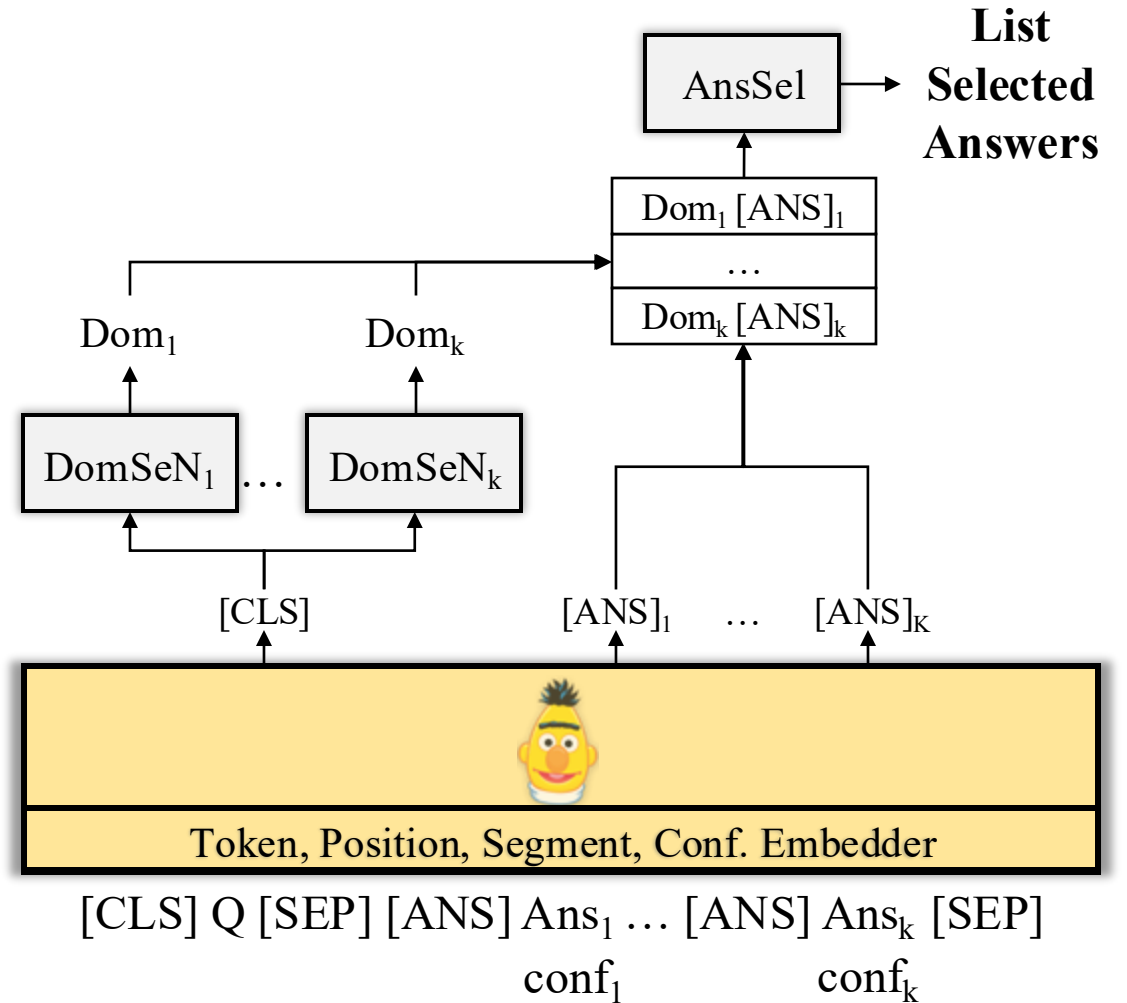 List
Selected
Answers
AnsSel
Dom₁ [ANS]₁
...
Domₖ [ANS]ₖ
Dom₁
Domₖ
DomSeN₁ ... DomSeNₖ
[CLS]
[ANS]₁ ... [ANS]K
Token, Position, Segment, Conf. Embedder
[CLS] Q [SEP] [ANS] Ans₁ ... [ANS] Ansₖ [SEP]
conf₁ confₖ